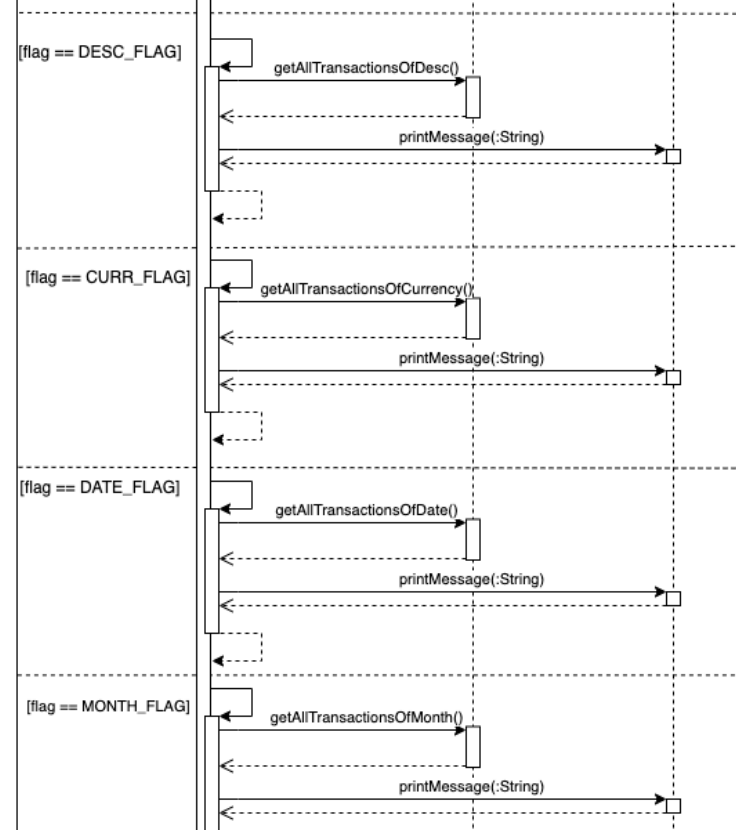 [flag == DESC_FLAG]
getAllTransactionsOfDesc()
printMessage(:String)
[flag == CURR_FLAG]
getAllTransactionsOfCurrency()
printMessage(:String)
[flag == DATE_FLAG]
getAllTransactionsOfDate()
printMessage(:String)
[flag == MONTH_FLAG]
getAllTransactionsOfMonth()
printMessage(:String)